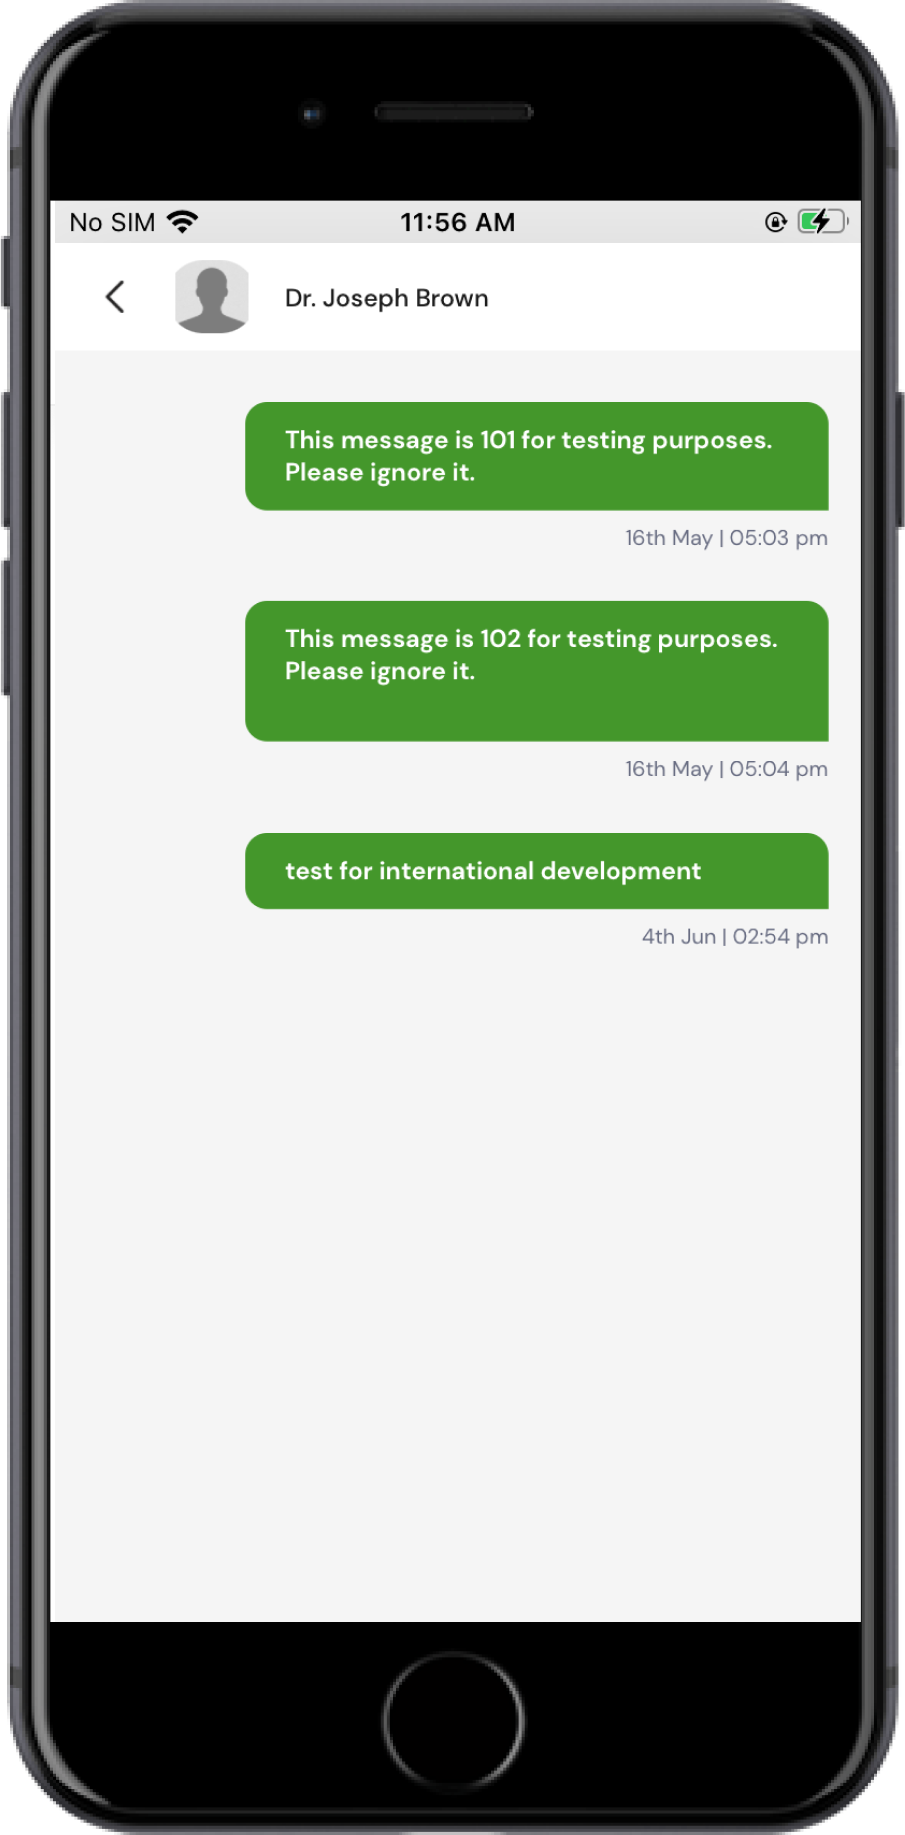 No SIM 11:56 AM
Dr. Joseph Brown
This message is 101 for testing purposes.
Please ignore it.
16th May | 05:03 pm
This message is 102 for testing purposes.
Please ignore it.
16th May | 05:04 pm
test for international development
4th Jun | 02:54 pm